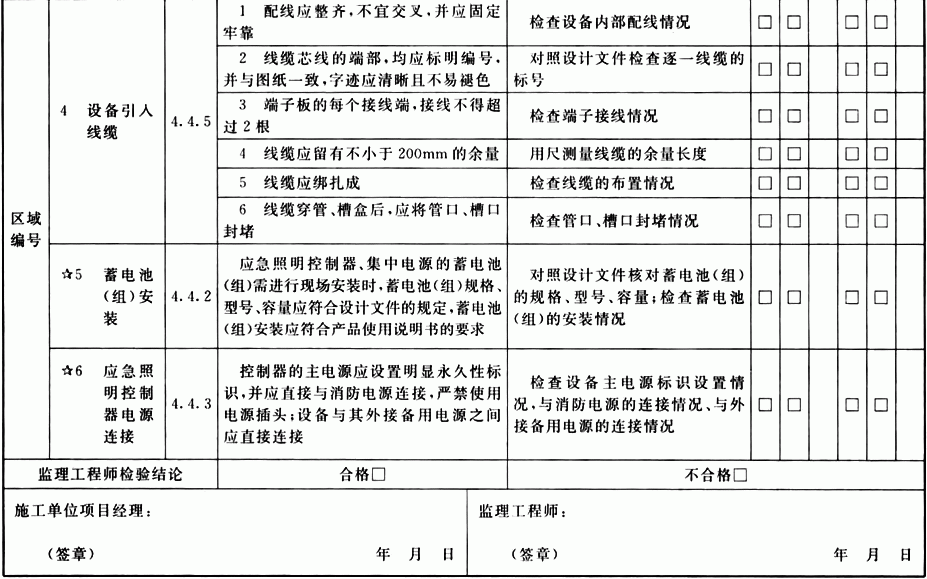 区域
编号
4 设备引入
线缆
4.4.5
1 配线应整齐,不宜交叉,并应固定
牢靠
检查设备内部配线情况
□ □ □ □
2 线缆芯线的端部,均应标明编号,
并与图纸一致,字迹应清晰且不易褪色
对照设计文件检查逐一线缆的
标号
□ □ □ □
3 端子板的每个接线端,接线不得超
过2根
检查端子接线情况
□ □ □ □
4 线缆应留有不小于200mm的余量
用尺测量线缆的余量长度
□ □ □ □
5 线缆应绑扎成
检查线缆的布置情况
□ □ □ □
6 线缆穿管、槽盒后,应将管口、槽口
封堵
检查管口、槽口封堵情况
□ □ □ □
☆5 蓄电池
(组)安
装
4.4.2
应急照明控制器、集中电源的蓄电池
(组)需进行现场安装时,蓄电池(组)规格、
型号、容量应符合设计文件的规定,蓄电池
(组)安装应符合产品使用说明书的要求
对照设计文件核对蓄电池(组)
的规格、型号、容量;检查蓄电池
(组)的安装情况
□ □ □ □
☆6 应急照
明控制
器电源
连接
4.4.3
控制器的主电源应设置明显永久性标
识,并应直接与消防电源连接,严禁使用
电源插头;设备与其外接备用电源之间
应直接连接
检查设备主电源标识设置情
况,与消防电源的连接情况、与外
接备用电源的连接情况
□ □ □ □
监理工程师检验结论
合格□
不合格□
施工单位项目经理:
(签章) 年 月 日
监理工程师:
(签章) 年 月 日